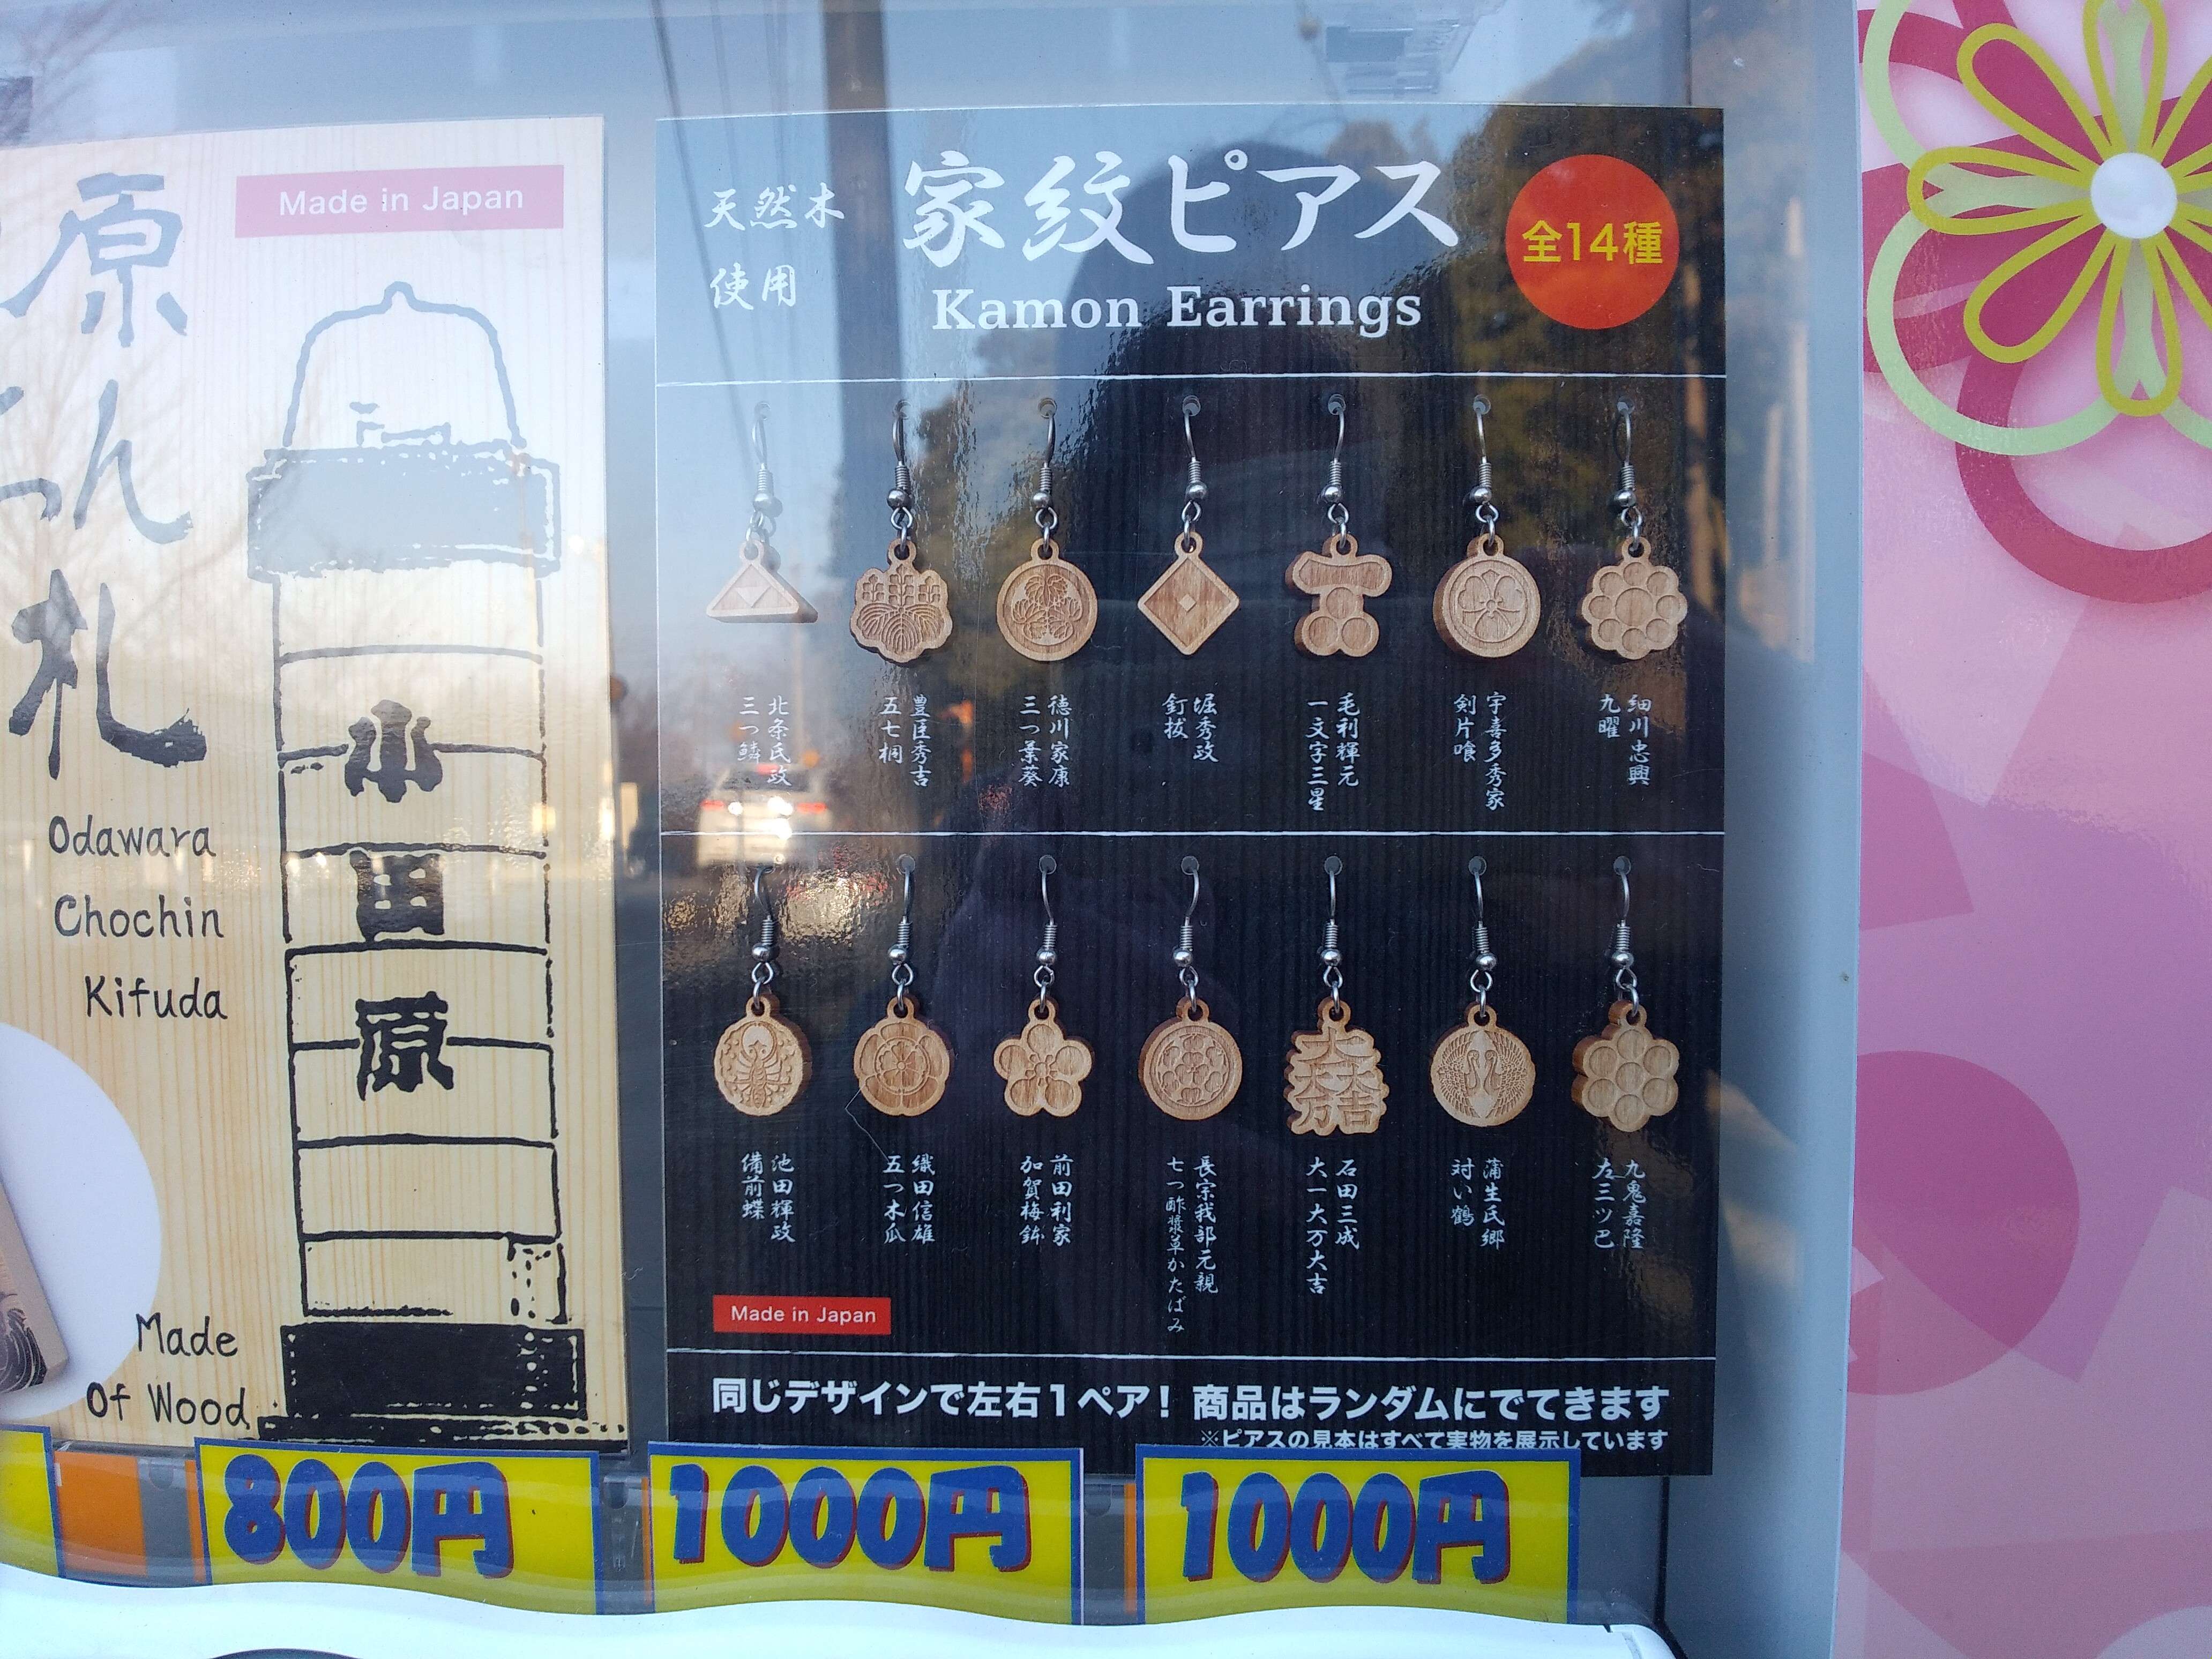 Made in Japan
原
ん
札
Odawara
Chochin
Kifuda
小
田
原
Made
Of Wood
天然木
使用
家紋ピアス
Kamon Earrings
全14種
北条氏政
三つ鱗
豊臣秀吉
五七桐
徳川家康
三つ葉葵
堀秀政
釘抜
毛利輝元
一文字三星
宇喜多秀家
剣片喰
細川忠興
九曜
池田輝政
備前蝶
織田信雄
五つ木瓜
前田利家
加賀梅鉢
長宗我部元親
七つ酢漿草かたばみ
石田三成
大一大万大吉
大一大万大吉
蒲生氏郷
対い鶴
九鬼嘉隆
左三ツ巴
Made in Japan
同じデザインで左右1ペア！ 商品はランダムにでてきます
※ピアスの見本はすべて実物を展示しています
800円
1000円
1000円